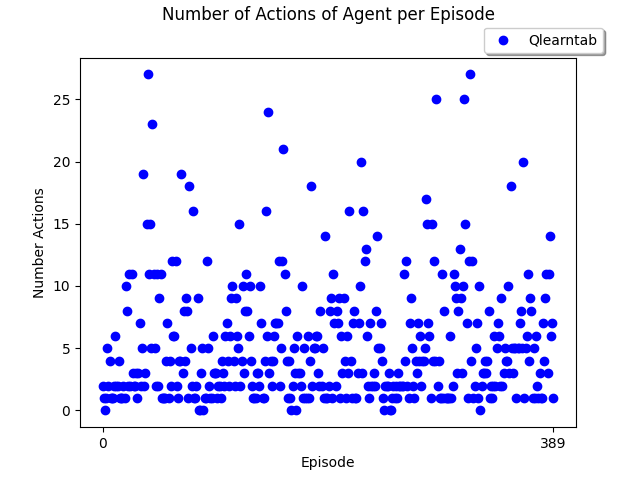 Number of Actions of Agent per Episode
Qlearntab
25
20
15
10
5
0
Number Actions
0
389
Episode